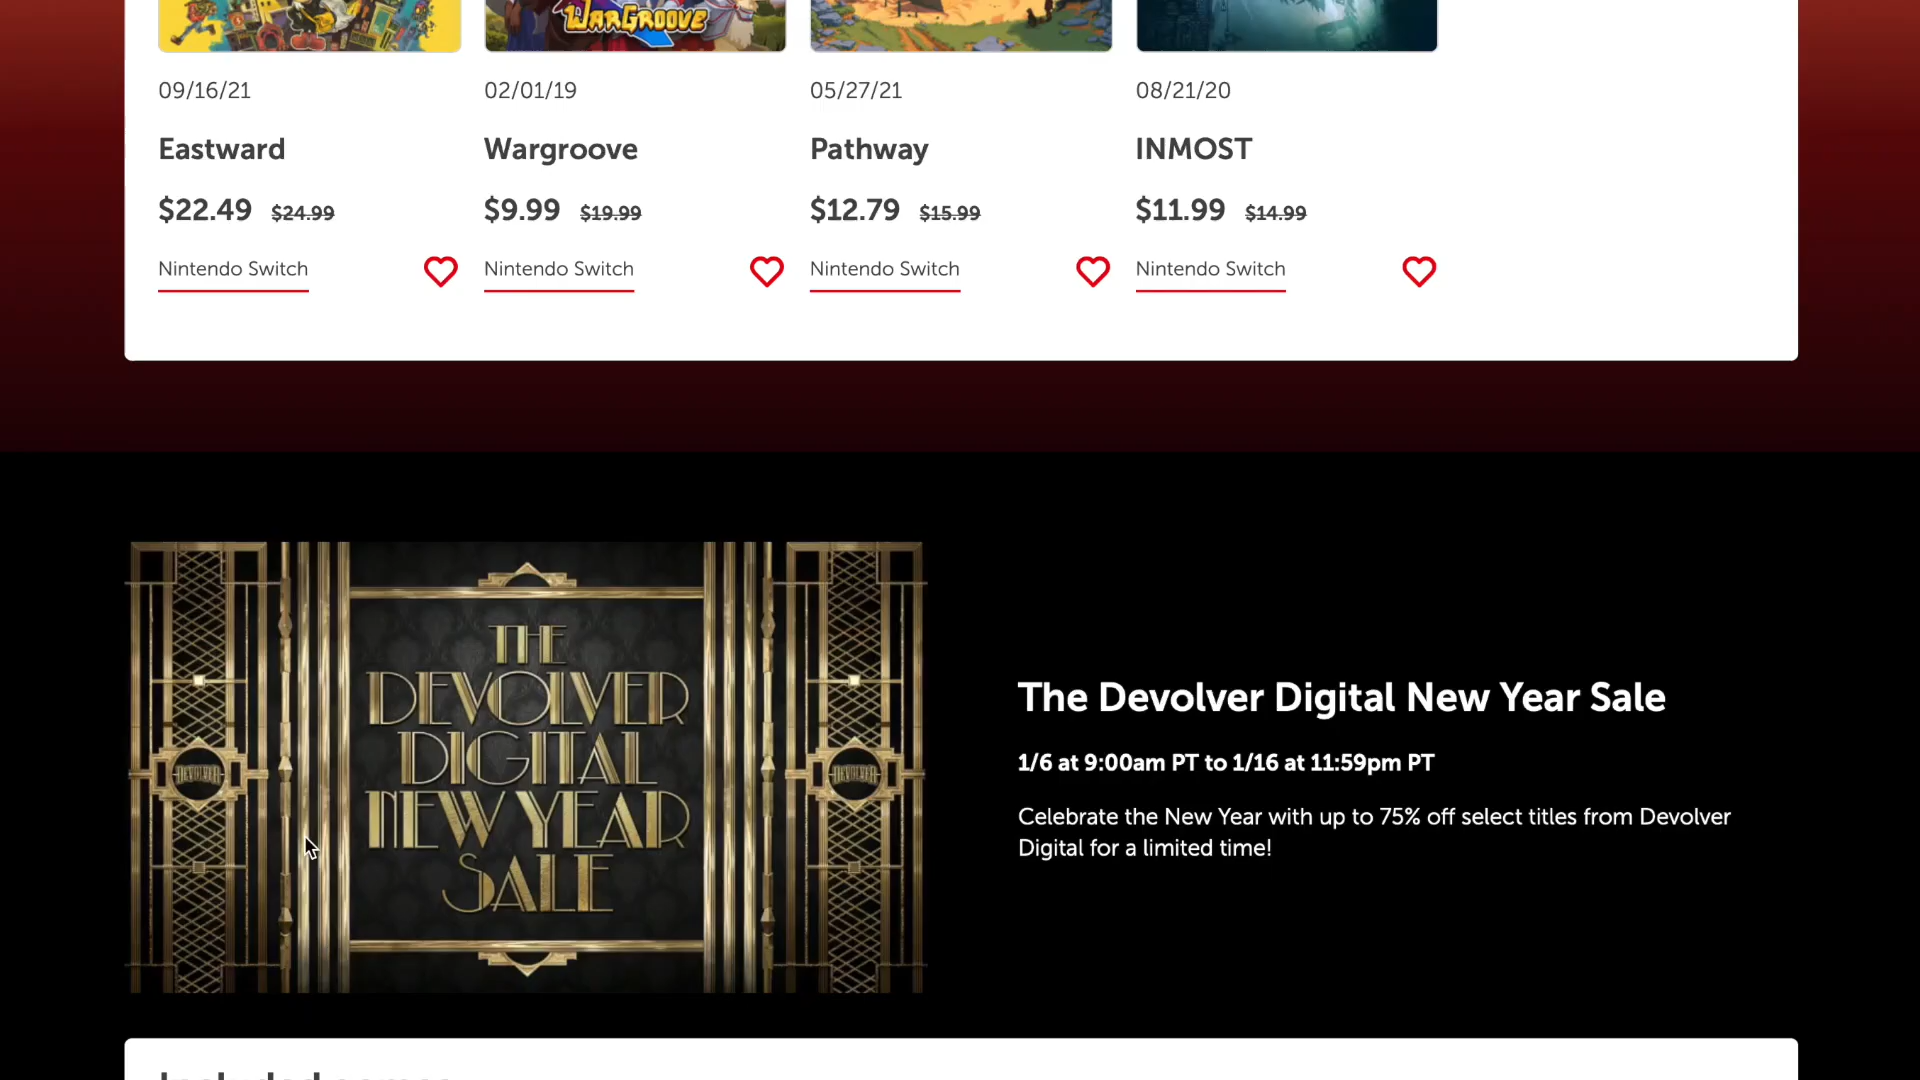 WARGROOVE
09/16/21
02/01/19
05/27/21
08/21/20
Eastward
Wargroove
Pathway
INMOST
$22.49 $24.99
$9.99 $19.99
$12.79 $15.99
$11.99 $14.99
Nintendo Switch
Nintendo Switch
Nintendo Switch
Nintendo Switch
THE
DEVOLVER
DIGITAL
NEW YEAR
SALE
DEVOLVER
DEVOLVER
The Devolver Digital New Year Sale
1/6 at 9:00am PT to 1/16 at 11:59pm PT
Celebrate the New Year with up to 75% off select titles from Devolver
Digital for a limited time!
Included games